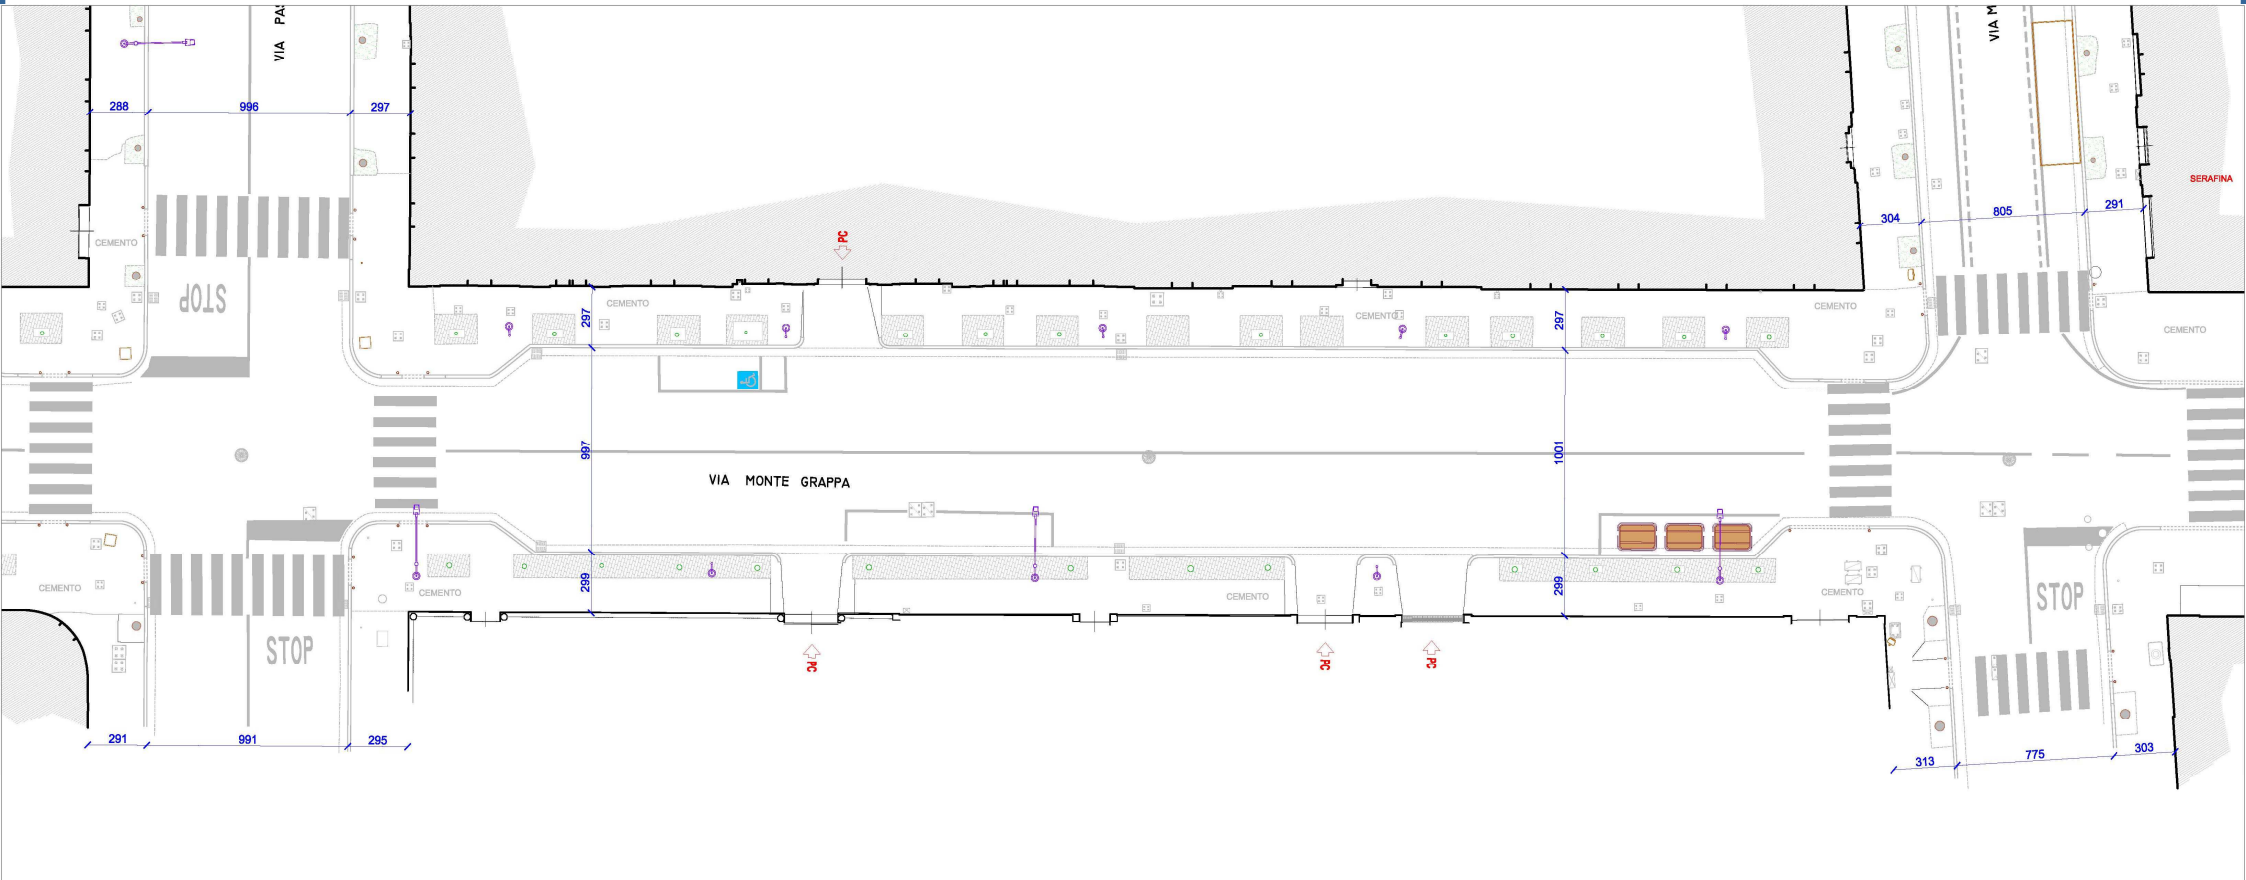 VIA PAS
VIA M
288
996
297
SERAFINA
304
805
291
CEMENTO
PC
STOP
297
CEMENTO
CEMENTO
297
CEMENTO
CEMENTO
997
1001
VIA MONTE GRAPPA
CEMENTO
299
CEMENTO
CEMENTO
299
CEMENTO
STOP
STOP
PC
PC
PC
291
991
295
313
775
303